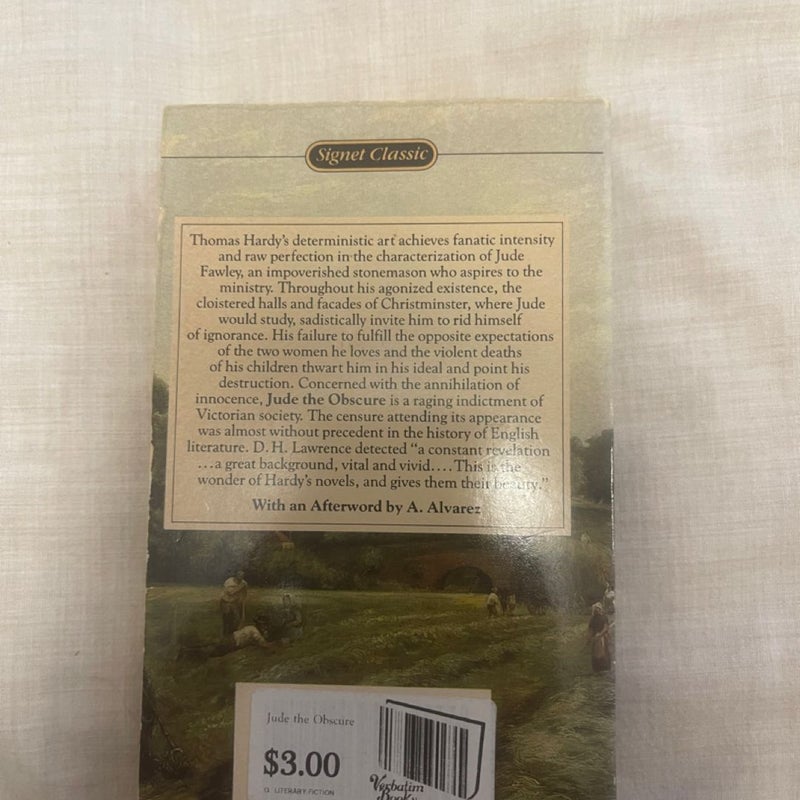 Signet Classic
Thomas Hardy's deterministic art achieves fanatic intensity
and raw perfection in the characterization of Jude
Fawley, an impoverished stonemason who aspires to the
ministry. Throughout his agonized existence, the
cloistered halls and facades of Christminster, where Jude
would study, sadistically invite him to rid himself
of ignorance. His failure to fulfill the opposite expectations
of the two women he loves and the violent deaths
of his children thwart him in his ideal and point his
destruction. Concerned with the annihilation of
innocence, Jude the Obscure is a raging indictment of
Victorian society. The censure attending its appearance
was almost without precedent in the history of English
literature. D. H. Lawrence detected “a constant revelation
...a great background, vital and vivid....This is the
wonder of Hardy's novels, and gives them their beauty.”
With an Afterword by A. Alvarez
Jude the Obscure
$3.00
LITERARY FICTION
Verbatim
Books